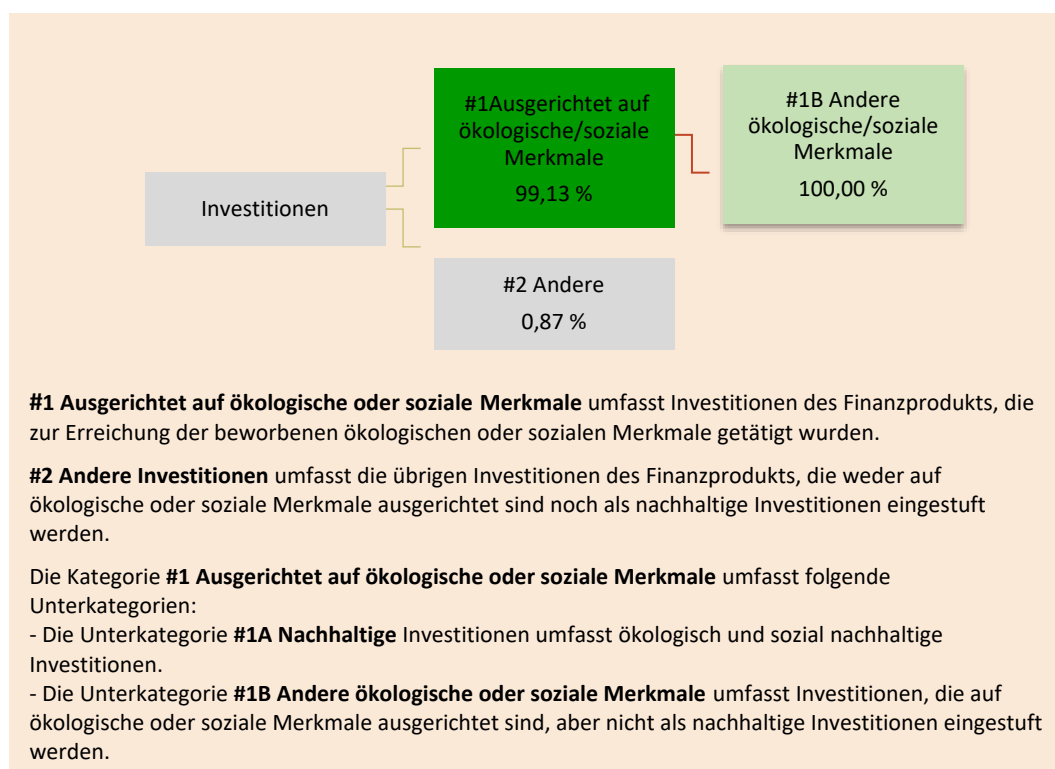 #1Ausgerichtet auf
ökologische/soziale
Merkmale
99,13 %
#1B Andere
ökologische/soziale
Merkmale
100,00 %
Investitionen
#2 Andere
0,87 %
#1 Ausgerichtet auf ökologische oder soziale Merkmale umfasst Investitionen des Finanzprodukts, die
zur Erreichung der beworbenen ökologischen oder sozialen Merkmale getätigt wurden.
#2 Andere Investitionen umfasst die übrigen Investitionen des Finanzprodukts, die weder auf
ökologische oder soziale Merkmale ausgerichtet sind noch als nachhaltige Investitionen eingestuft
werden.
Die Kategorie #1 Ausgerichtet auf ökologische oder soziale Merkmale umfasst folgende
Unterkategorien:
- Die Unterkategorie #1A Nachhaltige Investitionen umfasst ökologisch und sozial nachhaltige
Investitionen.
- Die Unterkategorie #1B Andere ökologische oder soziale Merkmale umfasst Investitionen, die auf
ökologische oder soziale Merkmale ausgerichtet sind, aber nicht als nachhaltige Investitionen eingestuft
werden.